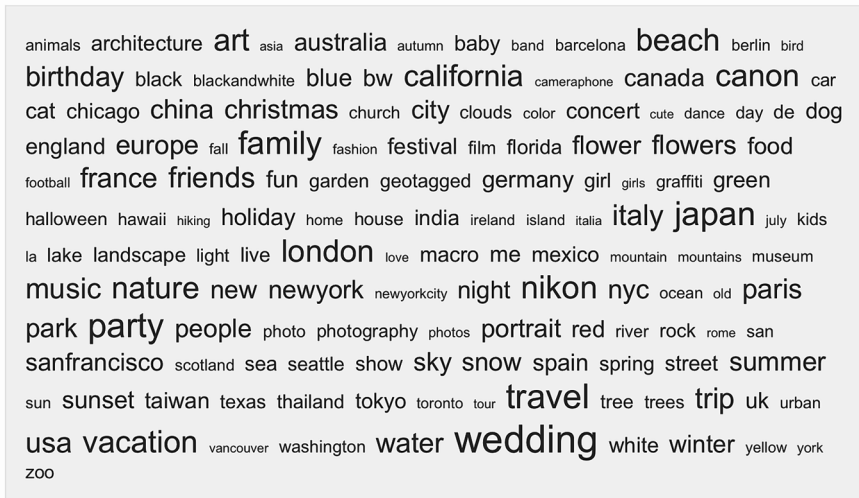 animals architecture art asia australia autumn baby band barcelona beach berlin bird
birthday black blackandwhite blue bw california cameraphone canada canon car
cat chicago china christmas church city clouds color concert cute dance day de dog
england europe fall family fashion festival film florida flower flowers food
football france friends fun garden geotagged germany girl girls graffiti green
halloween hawaii hiking holiday home house india ireland island italia italy japan july kids
la lake landscape light live london love macro me mexico mountain mountains museum
music nature new newyork newyorkcity night nikon nyc ocean old paris
park party people photo photography photos portrait red river rock rome san
sanfrancisco scotland sea seattle show sky snow spain spring street summer
sun sunset taiwan texas thailand tokyo toronto tour travel tree trees trip uk urban
usa vacation vancouver washington water wedding white winter yellow york
zoo